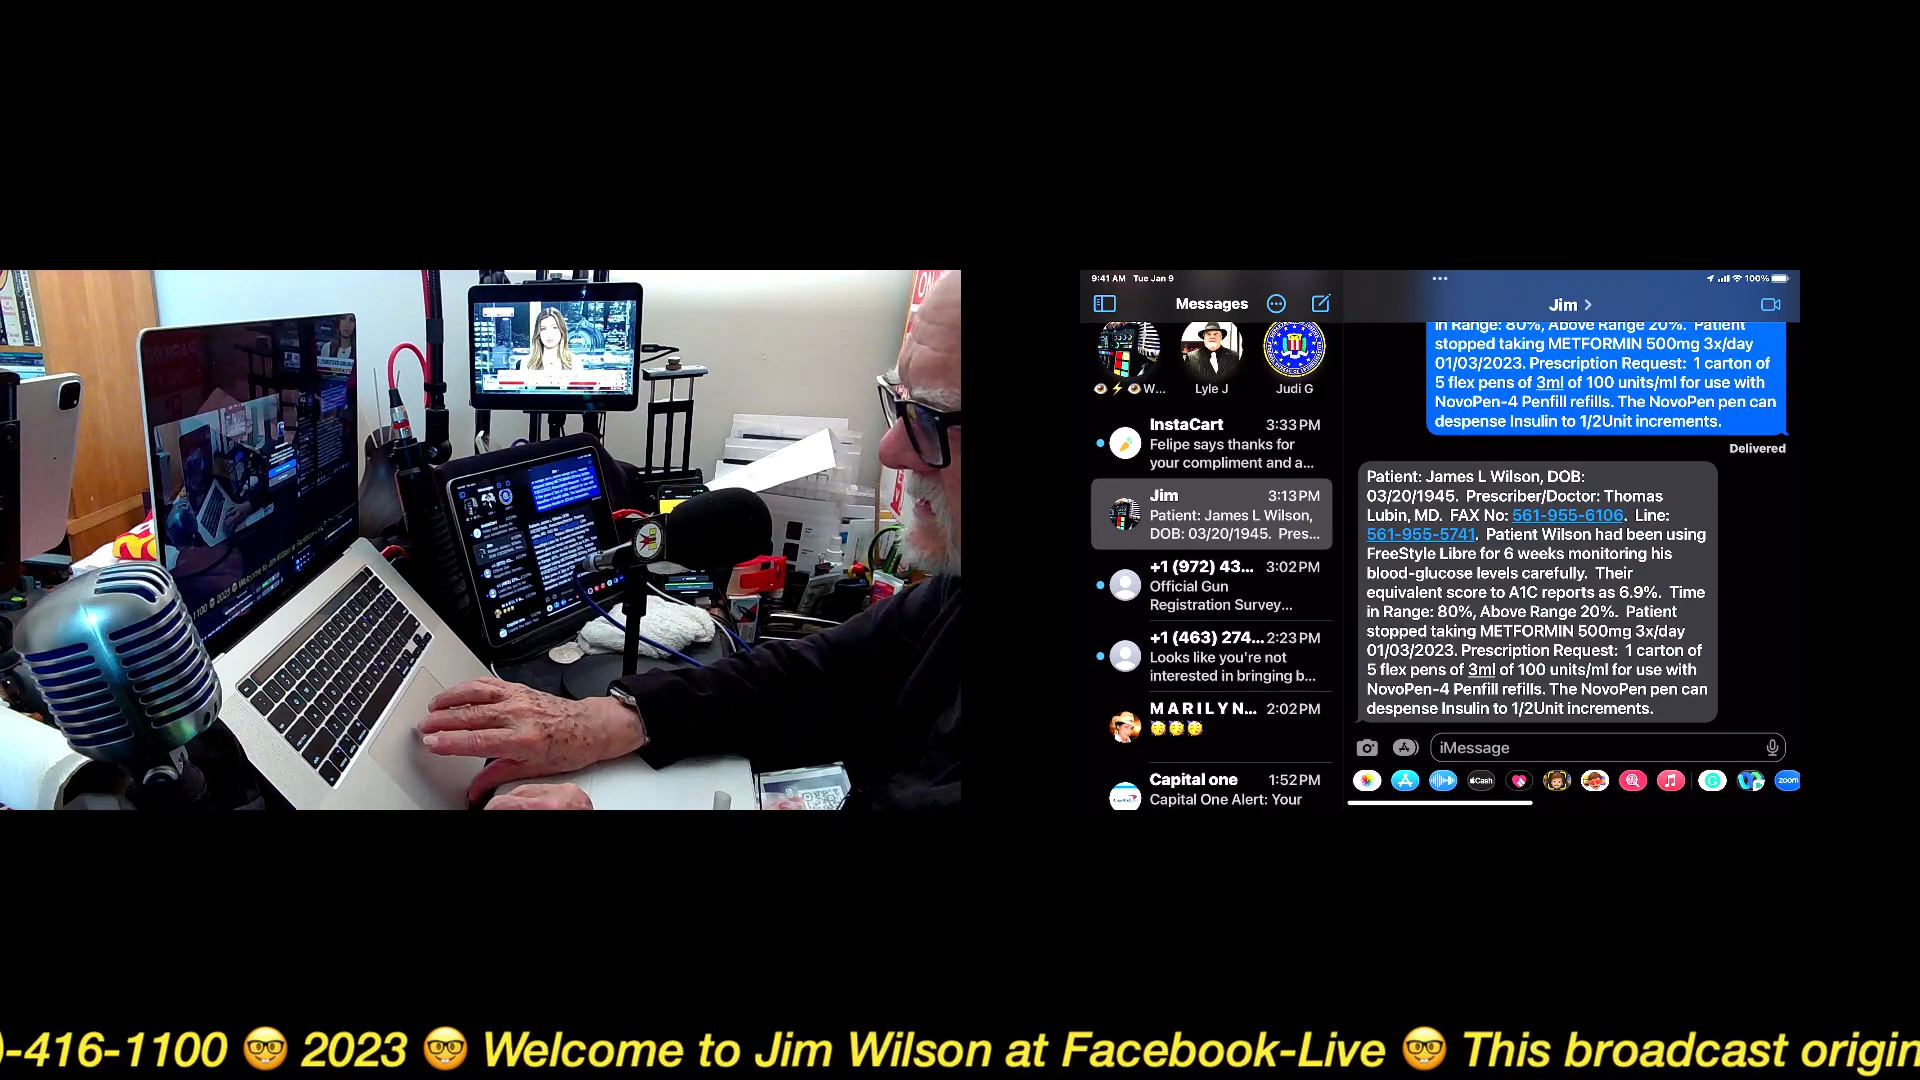 9:41 AM Tue Jan 9
100%
Messages
W...
Lyle J
Judi G
InstaCart 3:33 PM
Felipe says thanks for
your compliment and a...
Jim 3:13 PM
Patient: James L Wilson,
DOB: 03/20/1945. Pres...
+1 (972) 43... 3:02 PM
Official Gun
Registration Survey...
+1 (463) 274... 2:23 PM
Looks like you're not
interested in bringing b...
M A R I L Y N... 2:02 PM
🥳🥳🥳
Capital one 1:52 PM
Capital One Alert: Your
Jim >
in Range: 80%, Above Range 20%. Patient
stopped taking METFORMIN 500mg 3x/day
01/03/2023. Prescription Request: 1 carton of
5 flex pens of 3ml of 100 units/ml for use with
NovoPen-4 Penfill refills. The NovoPen pen can
despense Insulin to 1/2Unit increments.
Delivered
Patient: James L Wilson, DOB:
03/20/1945. Prescriber/Doctor: Thomas
Lubin, MD. FAX No: 561-955-6106. Line:
561-955-5741. Patient Wilson had been using
FreeStyle Libre for 6 weeks monitoring his
blood-glucose levels carefully. Their
equivalent score to A1C reports as 6.9%. Time
in Range: 80%, Above Range 20%. Patient
stopped taking METFORMIN 500mg 3x/day
01/03/2023. Prescription Request: 1 carton of
5 flex pens of 3ml of 100 units/ml for use with
NovoPen-4 Penfill refills. The NovoPen pen can
despense Insulin to 1/2Unit increments.
iMessage
Cash
zoom
)-416-1100 🤓 2023 🤓 Welcome to Jim Wilson at Facebook-Live 🤓 This broadcast origin